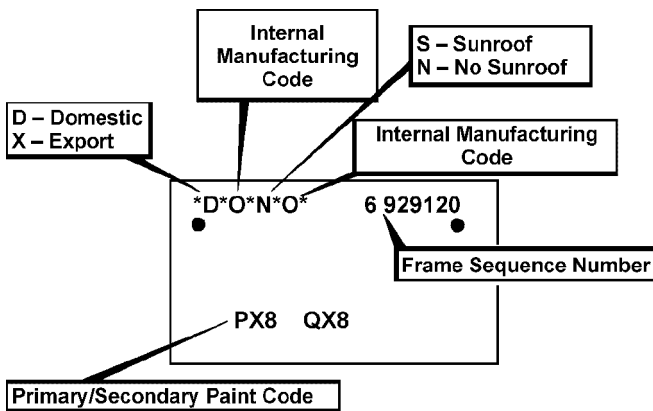 Internal
Manufacturing
Code
S – Sunroof
N – No Sunroof
D – Domestic
X – Export
Internal Manufacturing
Code
*D*O*N*O* 6 929120
Frame Sequence Number
PX8 QX8
Primary/Secondary Paint Code